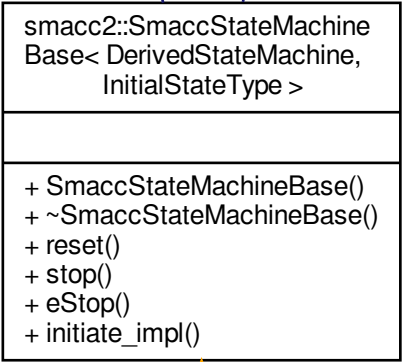 smacc2::SmaccStateMachine
Base< DerivedStateMachine,
InitialStateType >
+ SmaccStateMachineBase()
+ ~SmaccStateMachineBase()
+ reset()
+ stop()
+ eStop()
+ initiate_impl()